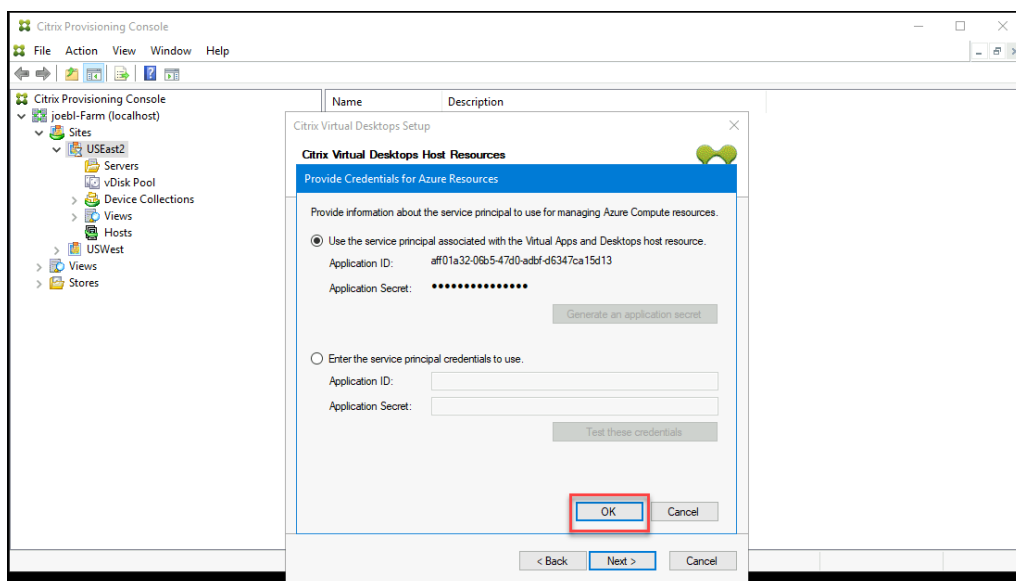 Citrix Provisioning Console
File Action View Window Help
Citrix Provisioning Console
joebl-Farm (localhost)
Sites
USEast2
Servers
vDisk Pool
Device Collections
Views
Hosts
USWest
Views
Stores
Name Description
Citrix Virtual Desktops Setup
Citrix Virtual Desktops Host Resources
Provide Credentials for Azure Resources
Provide information about the service principal to use for managing Azure Compute resources.
Use the service principal associated with the Virtual Apps and Desktops host resource.
Application ID: aff01a32-06b5-47d0-adbf-d6347ca15d13
Application Secret: •••••••••••••••
Generate an application secret
Enter the service principal credentials to use.
Application ID:
Application Secret:
Test these credentials
OK Cancel
< Back Next > Cancel